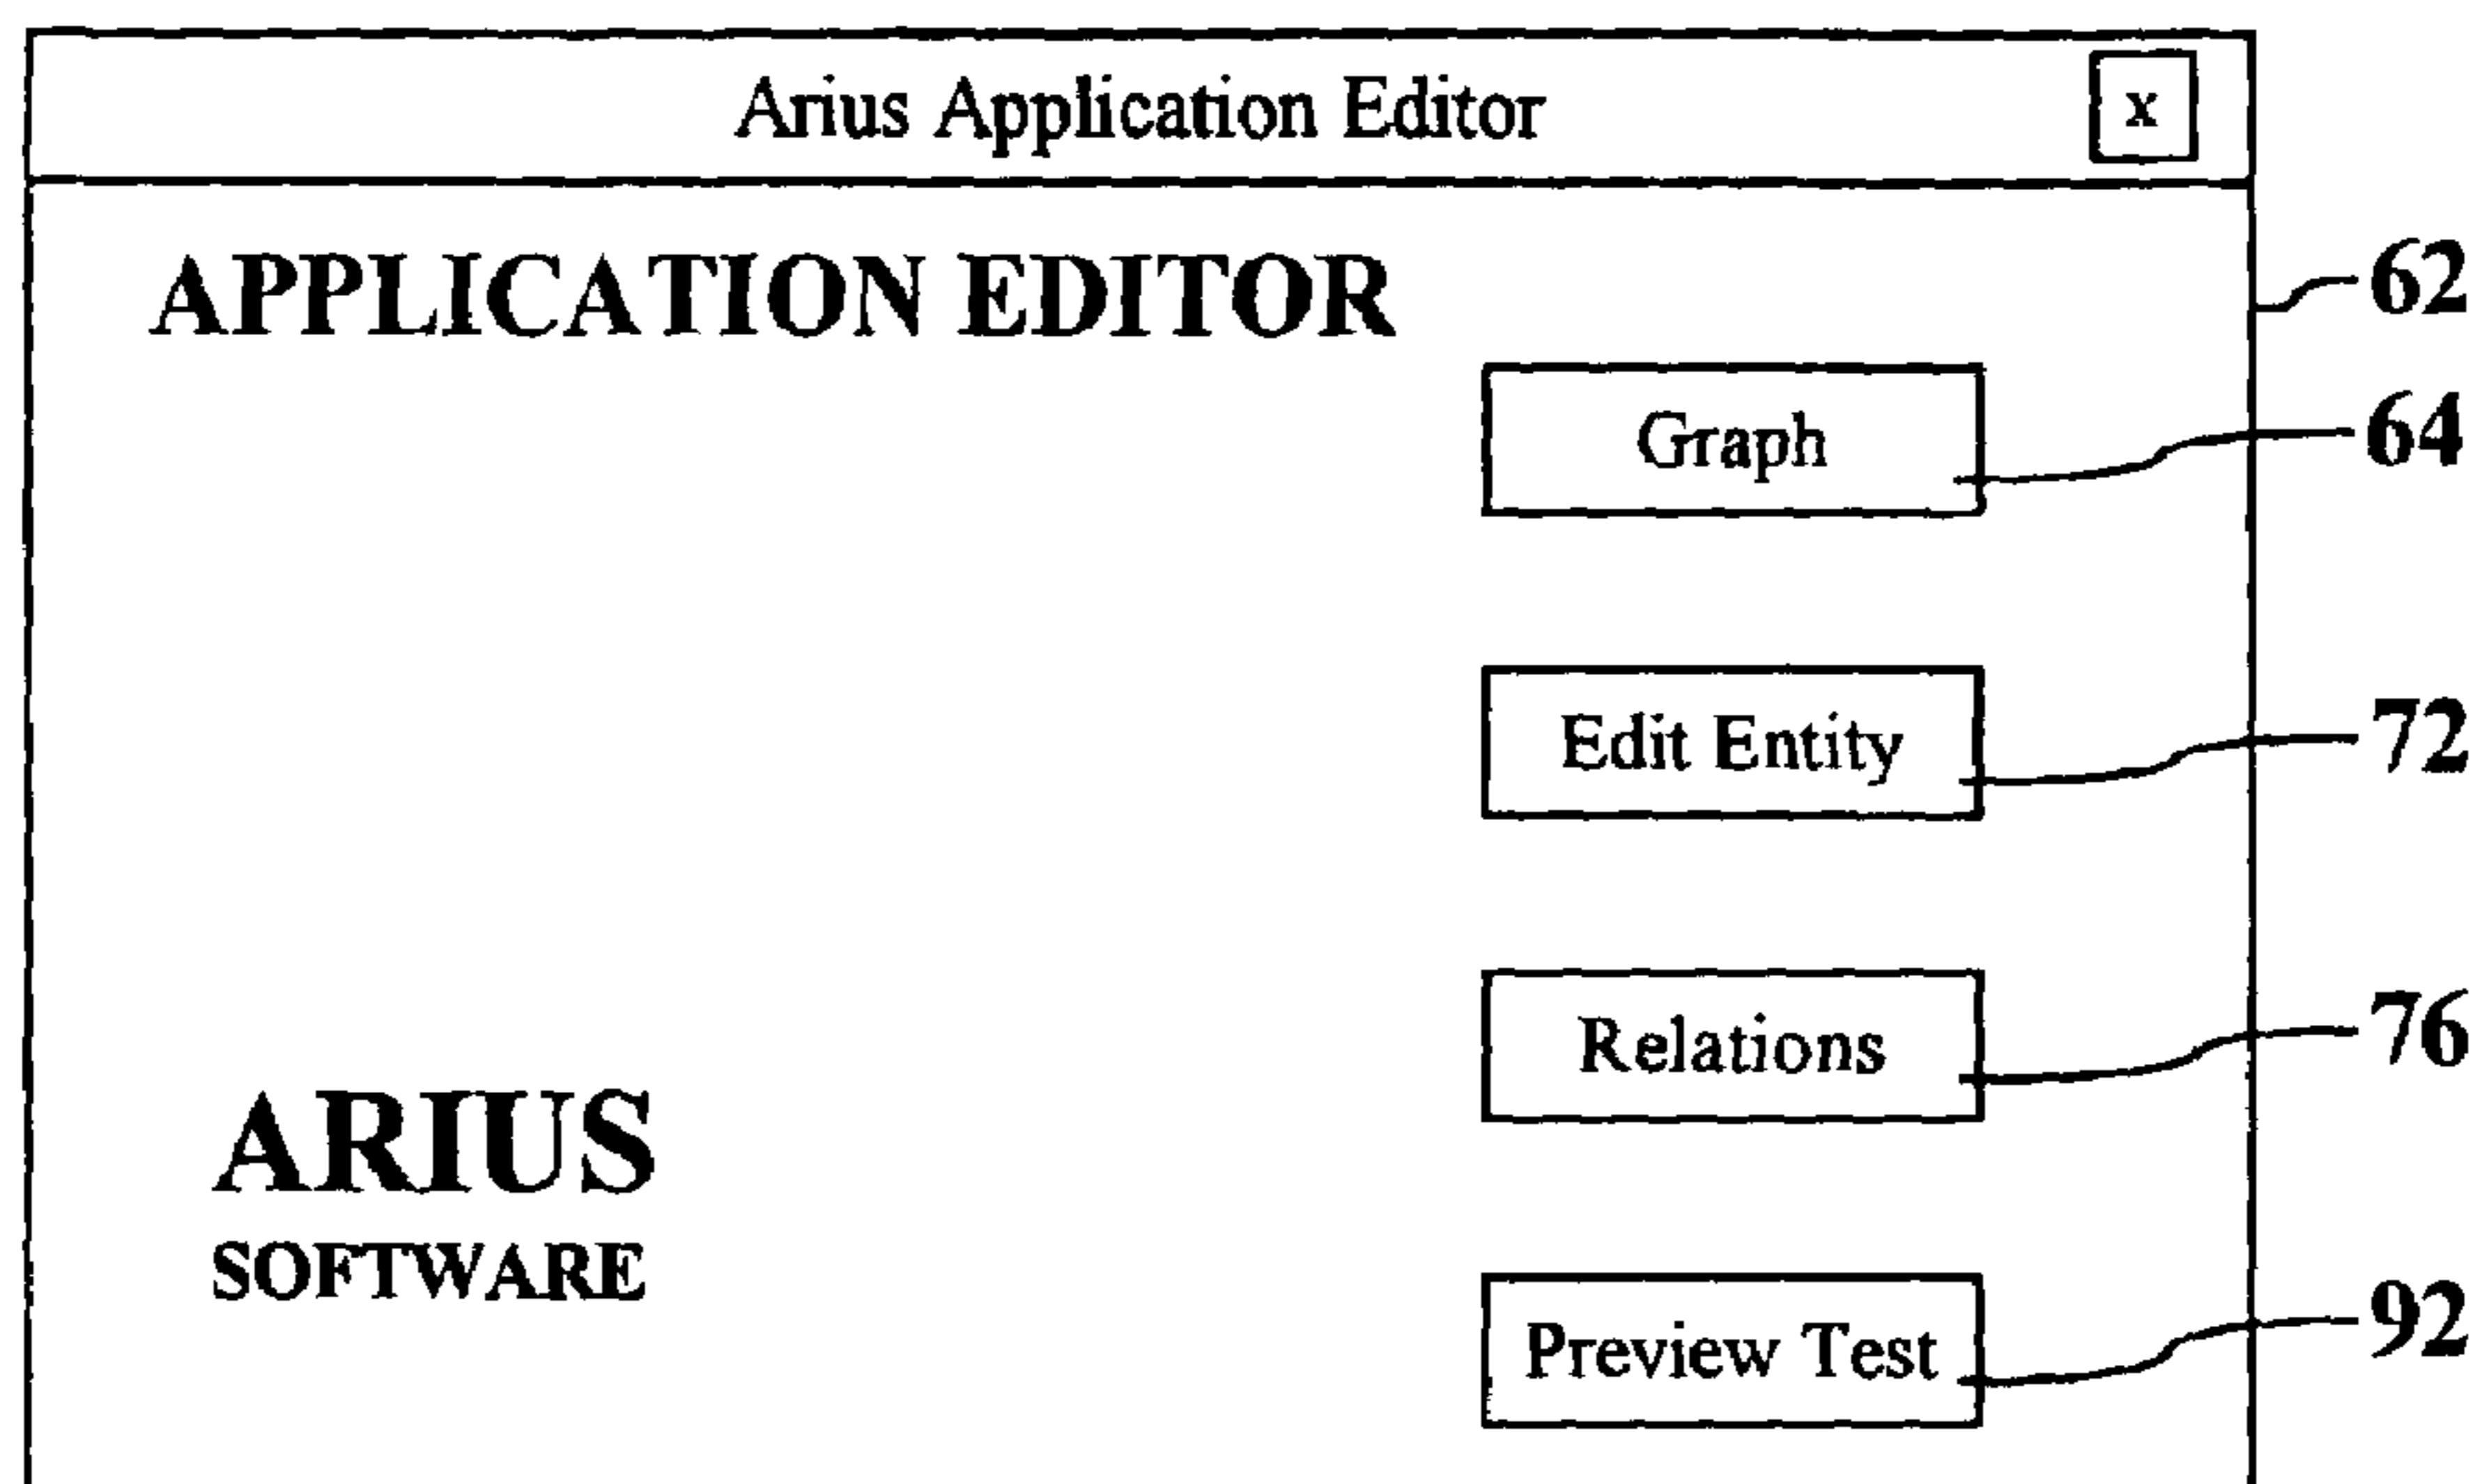 Arius Application Editor x
APPLICATION EDITOR
62
Graph
64
Edit Entity
72
Relations
76
ARIUS
SOFTWARE
Preview Test
92